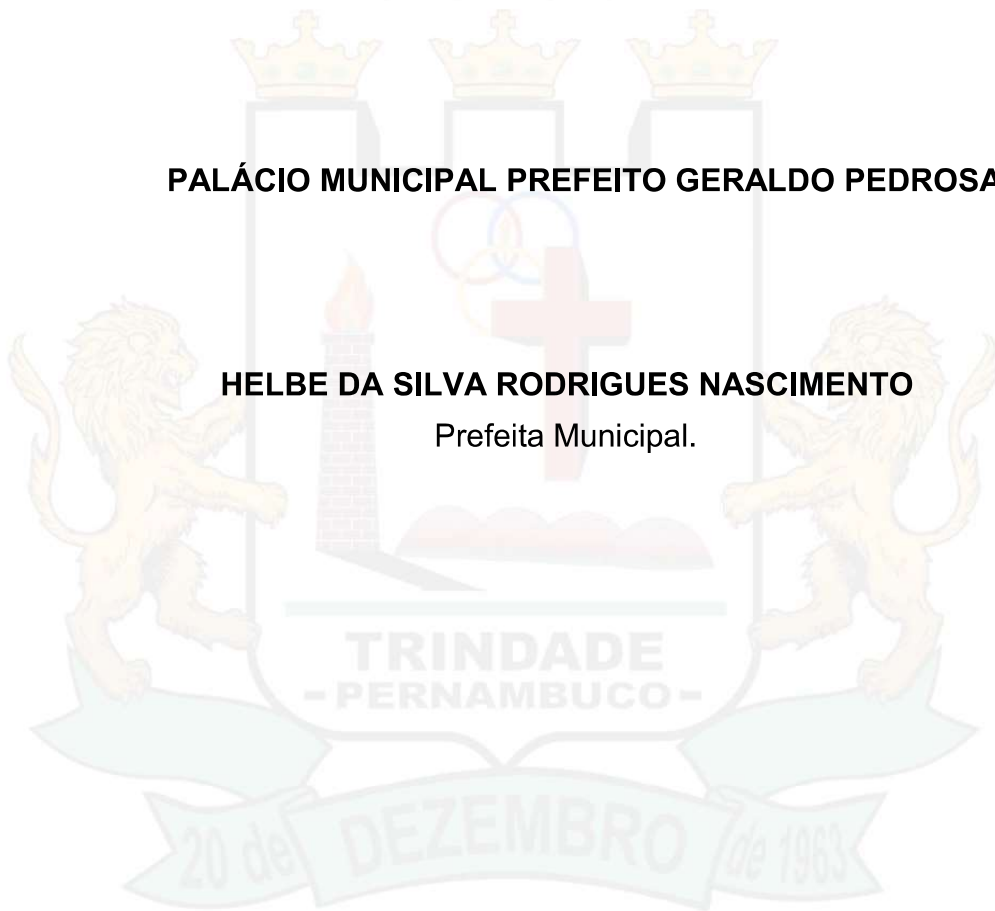 PALÁCIO MUNICIPAL PREFEITO GERALDO PEDROSA
HELBE DA SILVA RODRIGUES NASCIMENTO
Prefeita Municipal.
TRINDADE
- PERNAMBUCO -
20 de DEZEMBRO de 1963